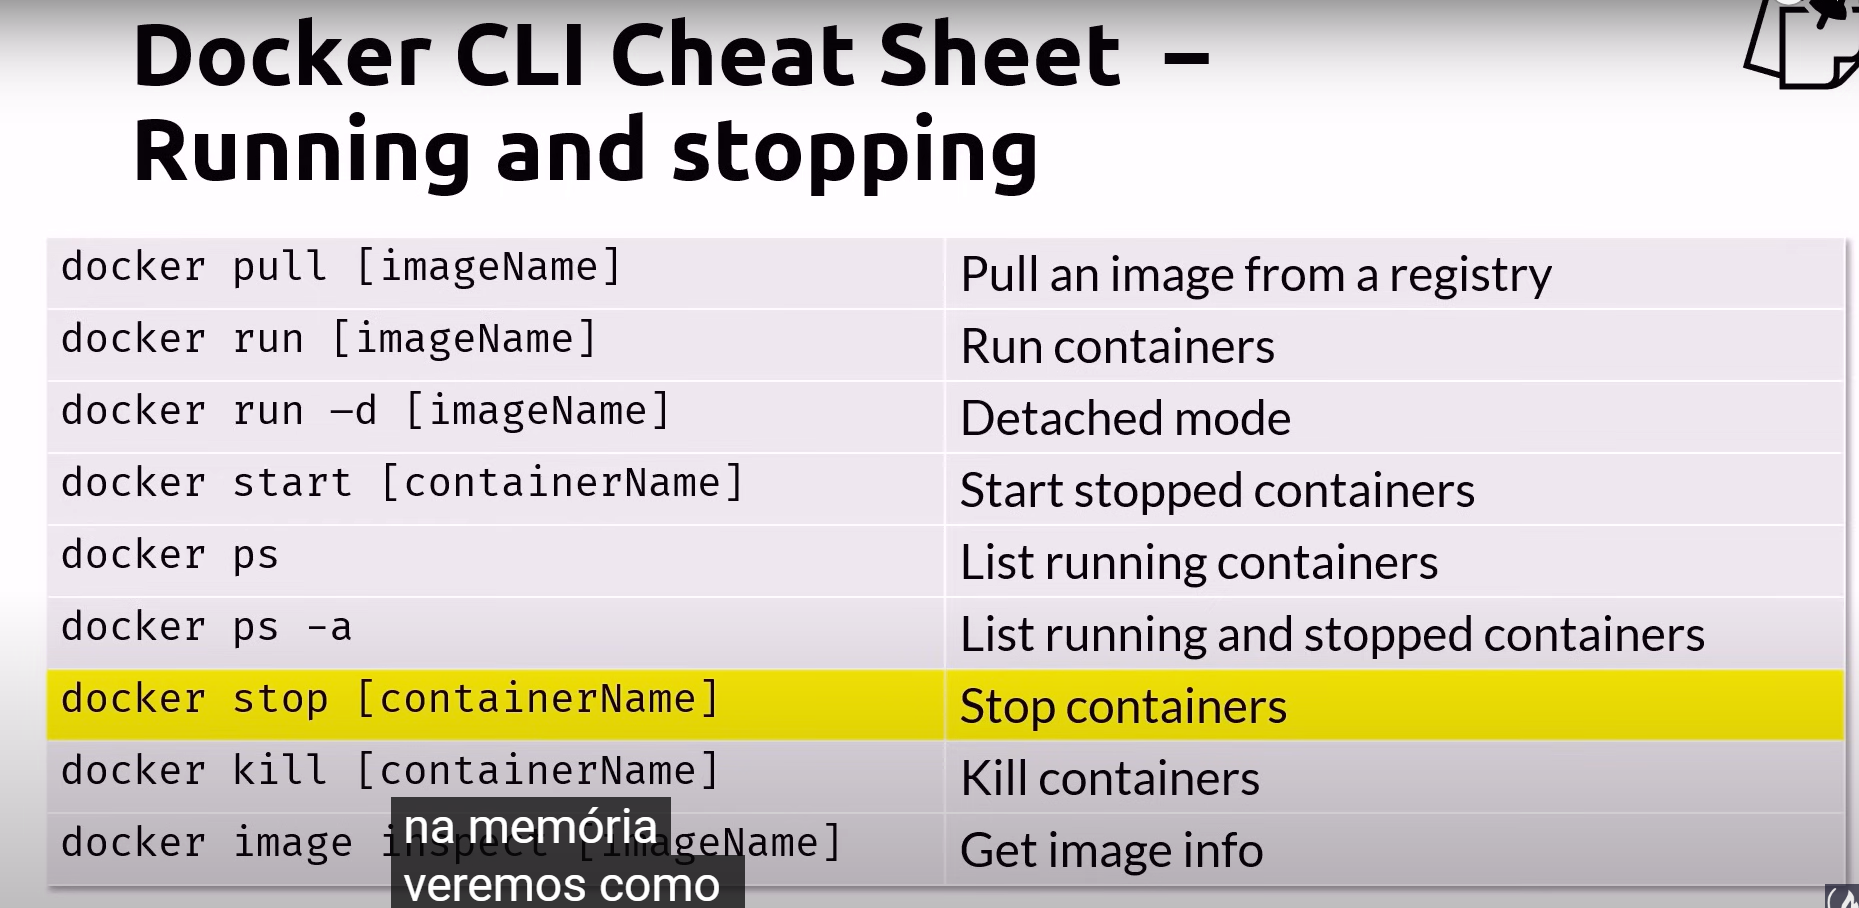 Docker CLI Cheat Sheet –
Running and stopping
docker pull [imageName] Pull an image from a registry
docker run [imageName] Run containers
docker run –d [imageName] Detached mode
docker start [containerName] Start stopped containers
docker ps List running containers
docker ps -a List running and stopped containers
docker stop [containerName] Stop containers
docker kill [containerName] Kill containers
docker image inspect [imageName] Get image info
na memória
veremos como